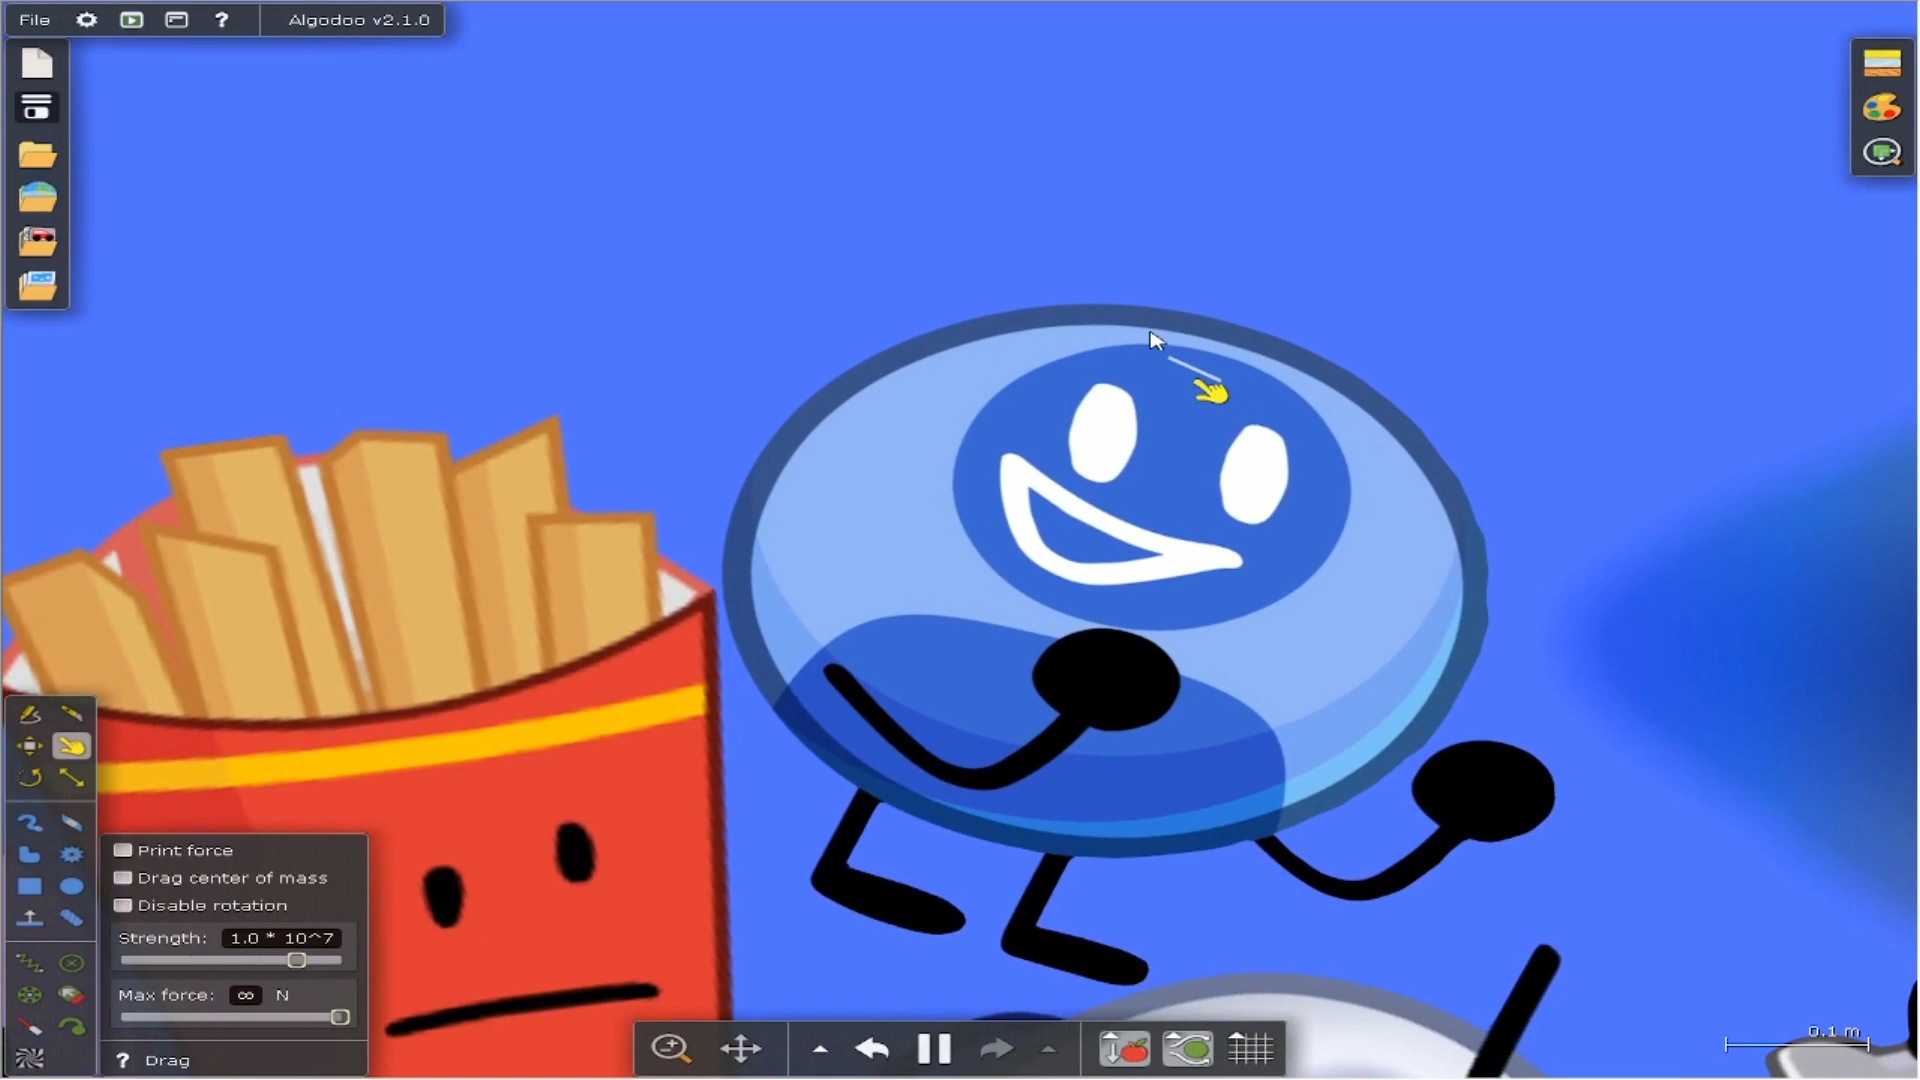 File ? Algodoo v2.1.0
Print force
Drag center of mass
Disable rotation
Strength: 1.0 * 10^7
Max force: ∞ N
? Drag
0.1 m